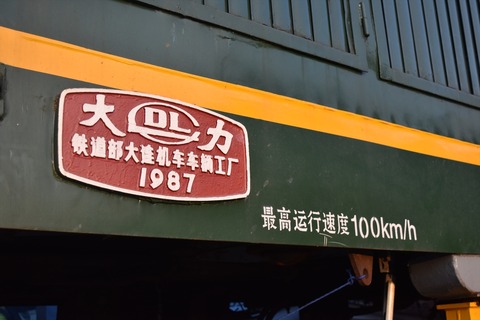 大 DL 力
铁道部大连机车车辆工厂
1987
最高运行速度100km/h